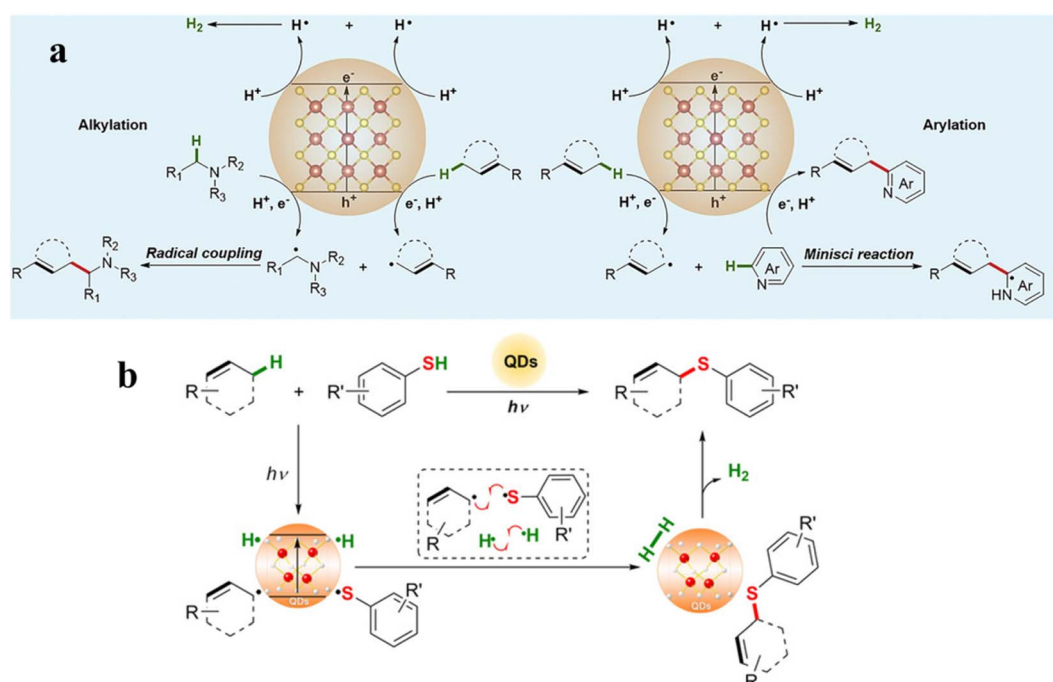 a
H₂
H• + H•
H• + H•
H₂
e⁻
e⁻
H⁺
H⁺
H⁺
H⁺
Alkylation
Arylation
H
R₁
N
R₂
R₃
H
R
R
H
R
N
Ar
h⁺
h⁺
H⁺, e⁻
e⁻, H⁺
H⁺, e⁻
e⁻, H⁺
R
R₂
N
R₃
R₁
Radical coupling
R₁
N
R₂
R₃
+
R
R
+
H
Ar
N
Minisci reaction
R
HN
Ar
b
H
R
+
R'
SH
QDs
hν
R
S
R'
hν
R
S
R'
H•
•H
H₂
H•
•H
QDs
R
S
R'
H
H
QDs
R'
S
R